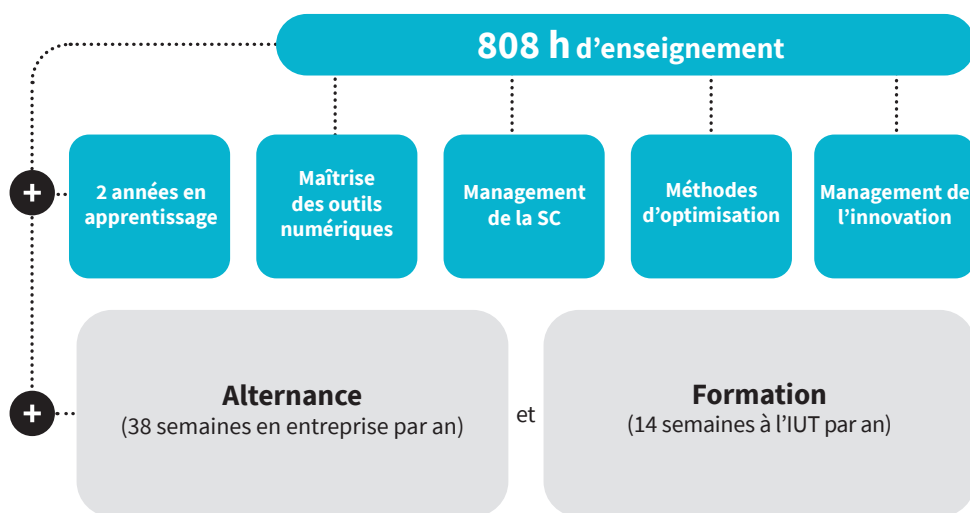 808 h d’enseignement
2 années en
apprentissage
Maîtrise
des outils
numériques
Management
de la SC
Méthodes
d’optimisation
Management de
l’innovation
Alternance
(38 semaines en entreprise par an)
et
Formation
(14 semaines à l’IUT par an)